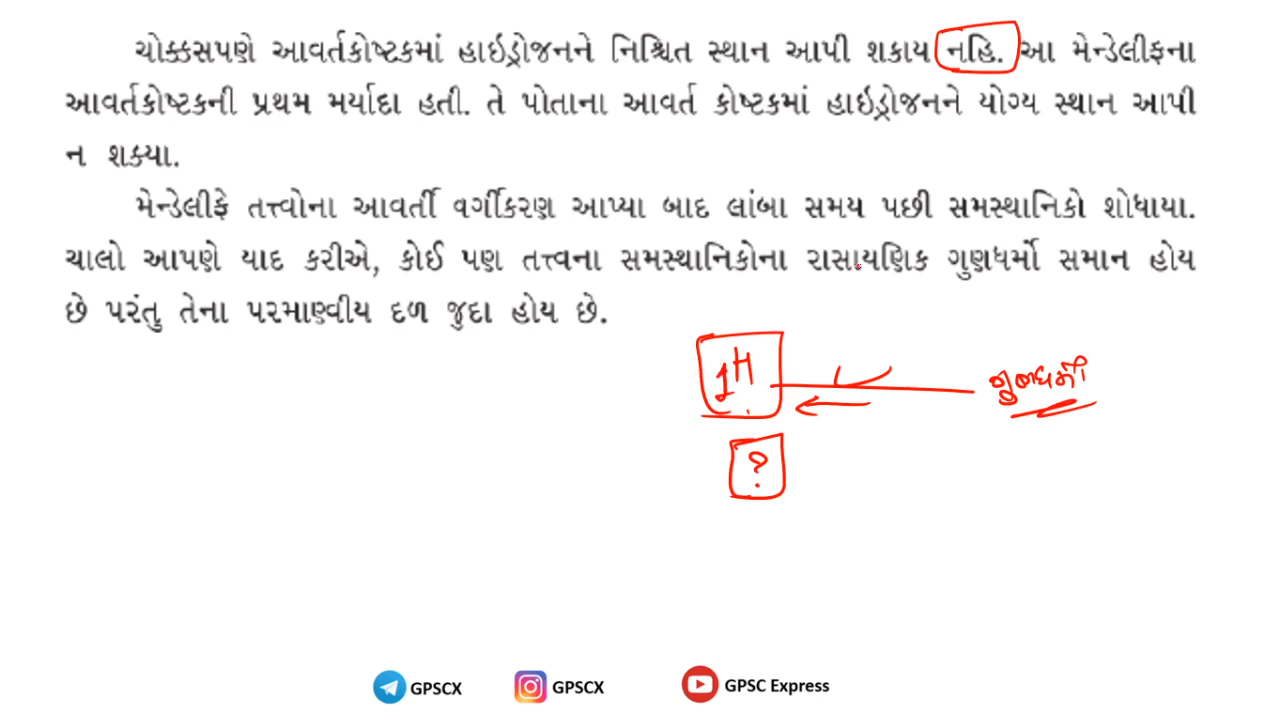 ચોક્કસપણે આવર્તકોષ્ટકમાં હાઇડ્રોજનને નિશ્ચિત સ્થાન આપી શકાય નહિ. આ મેન્ડેલીફના
આવર્તકોષ્ટકની પ્રથમ મર્યાદા હતી. તે પોતાના આવર્ત કોષ્ટકમાં હાઇડ્રોજનને યોગ્ય સ્થાન આપી
ન શક્યા.
મેન્ડેલીફે તત્ત્વોના આવર્તી વર્ગીકરણ આપ્યા બાદ લાંબા સમય પછી સમસ્થાનિકો શોધાયા.
ચાલો આપણે યાદ કરીએ, કોઈ પણ તત્ત્વના સમસ્થાનિકોના રાસાયણિક ગુણધર્મો સમાન હોય
છે પરંતુ તેના પરમાણ્વીય દળ જુદા હોય છે.
1H ગુણધર્મો
?
GPSCX GPSCX GPSC Express